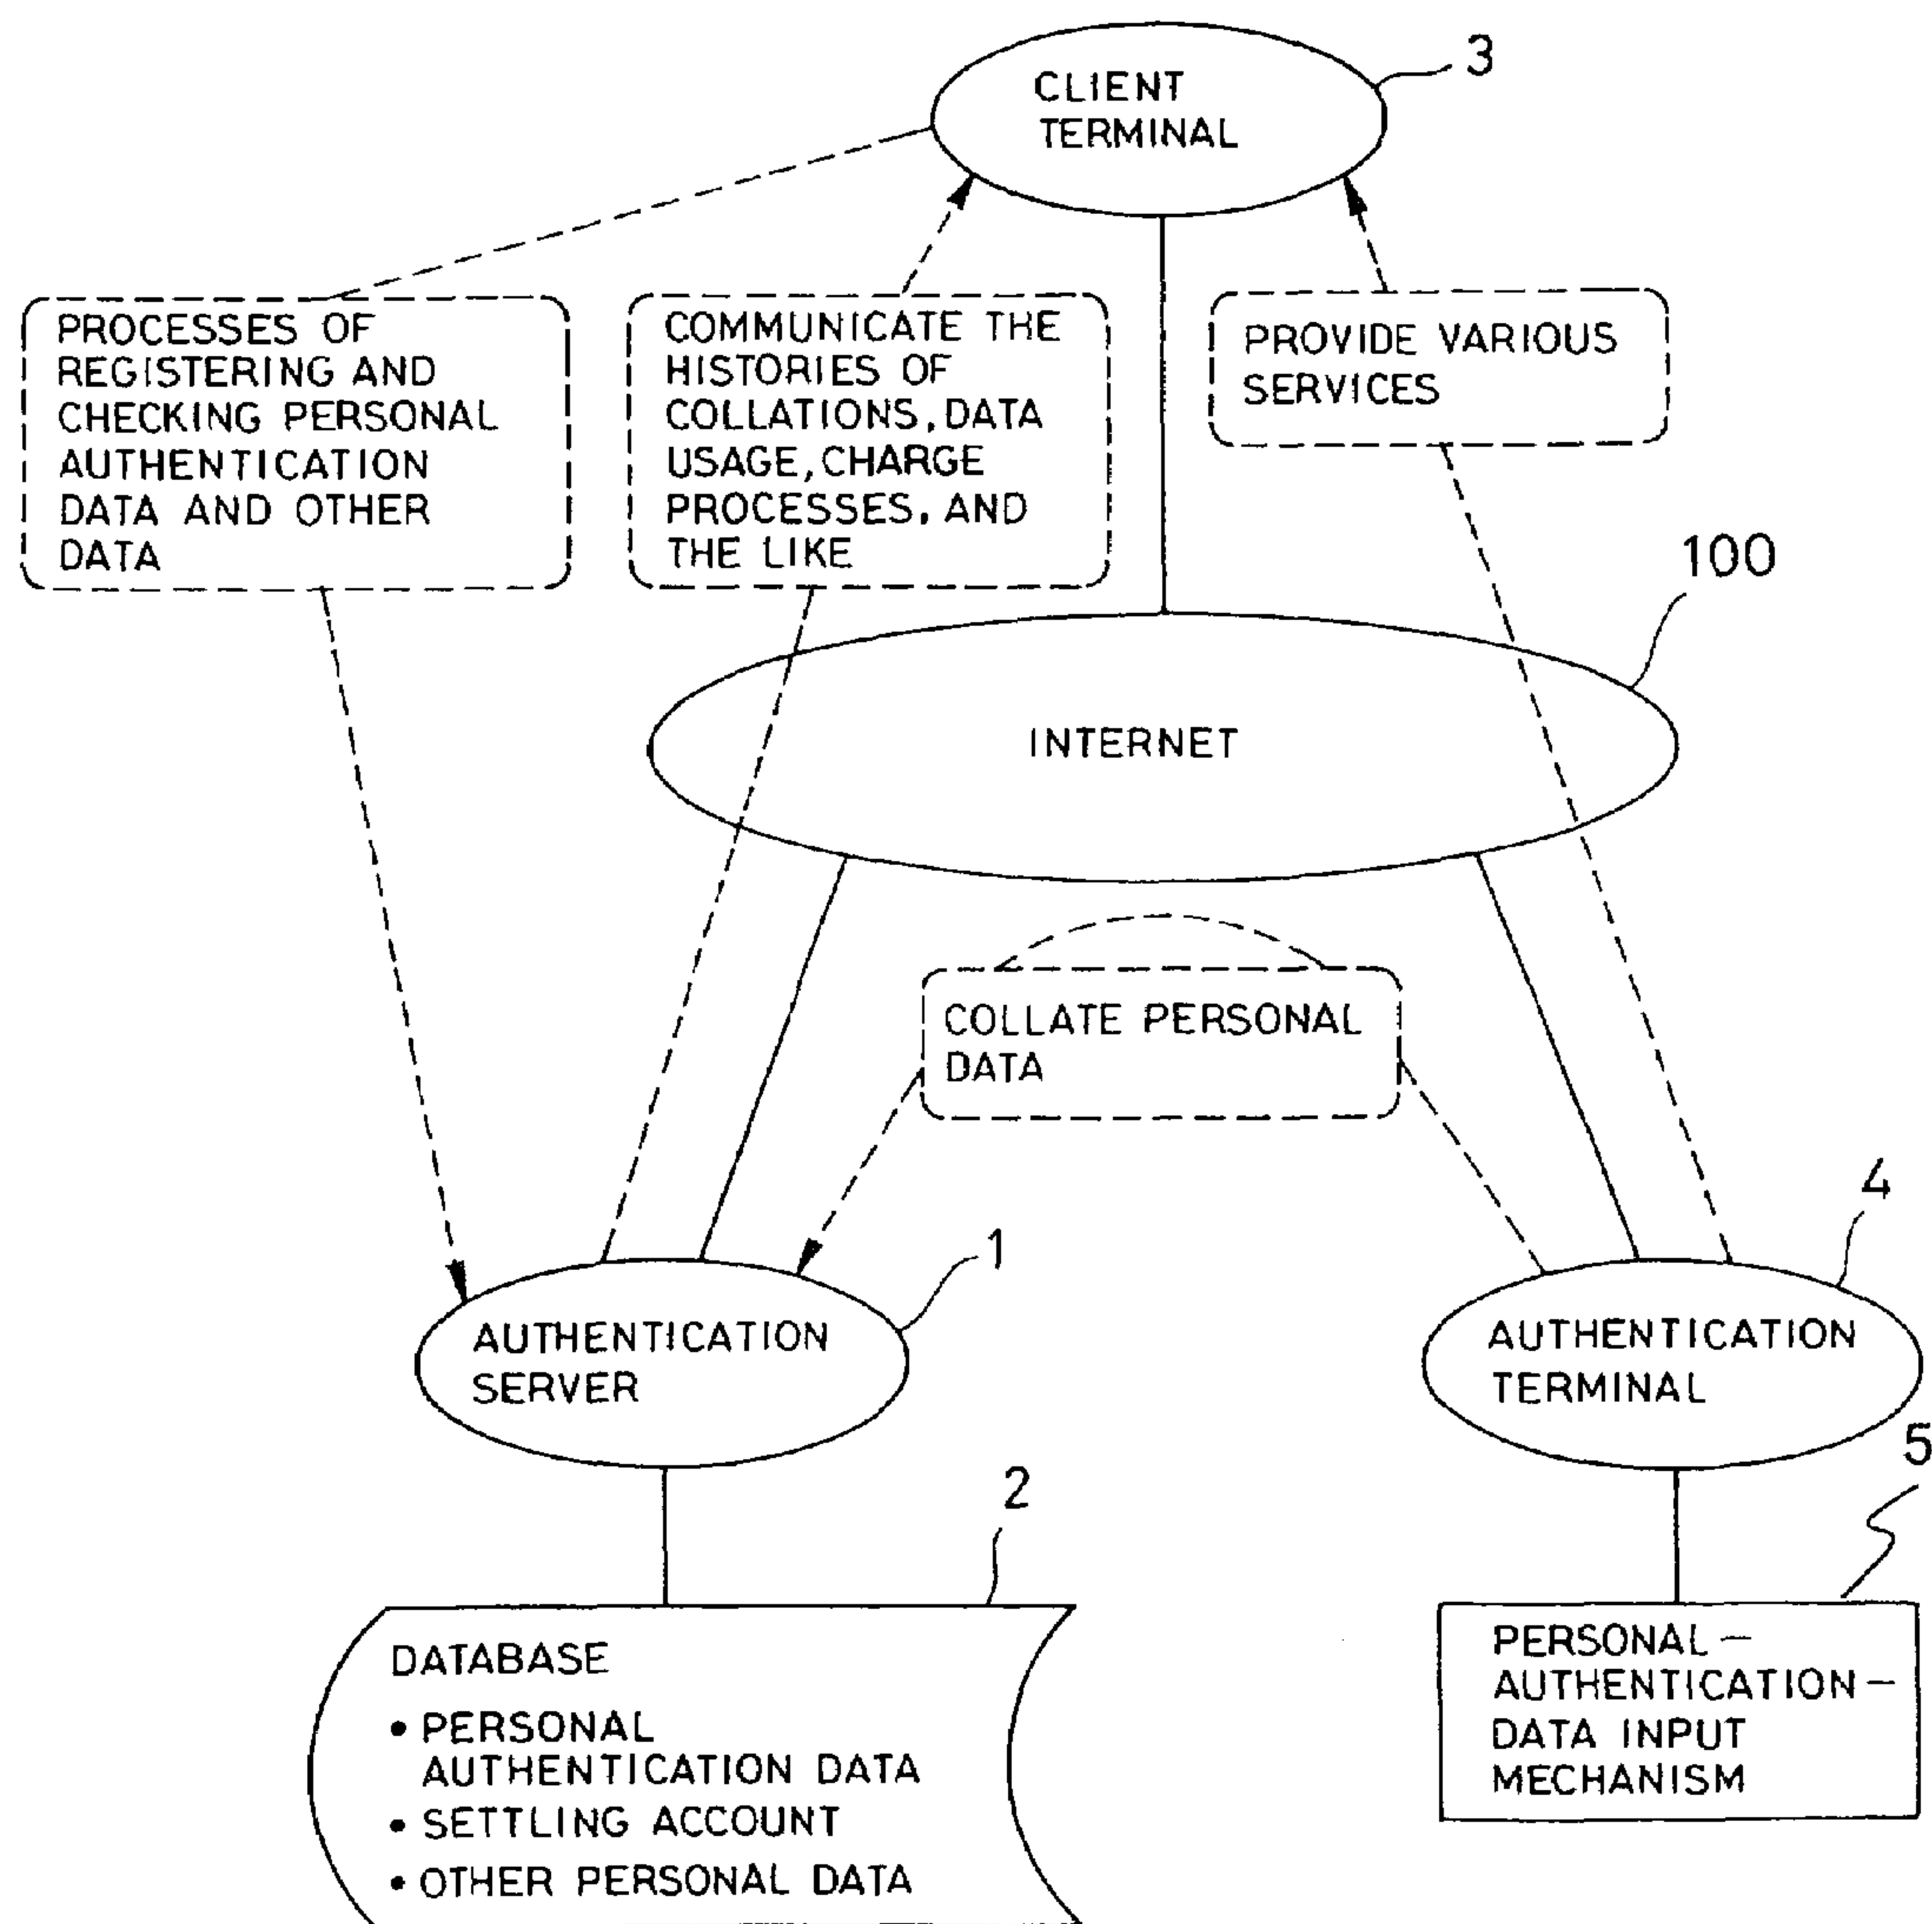 CLIENT
TERMINAL
3
PROCESSES OF
REGISTERING AND
CHECKING PERSONAL
AUTHENTICATION
DATA AND OTHER
DATA
COMMUNICATE THE
HISTORIES OF
COLLATIONS, DATA
USAGE, CHARGE
PROCESSES, AND
THE LIKE
PROVIDE VARIOUS
SERVICES
100
INTERNET
COLLATE PERSONAL
DATA
1
AUTHENTICATION
SERVER
4
AUTHENTICATION
TERMINAL
2
DATABASE
• PERSONAL
AUTHENTICATION DATA
• SETTLING ACCOUNT
• OTHER PERSONAL DATA
5
PERSONAL-
AUTHENTICATION-
DATA INPUT
MECHANISM